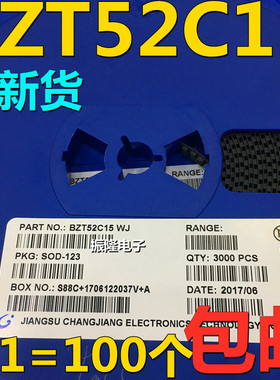 ZT52C1
新货
RANGE:
PART NO.: BZT52C15 WJ
RANGE:
振隆电子
PKG: SOD-123
QTY: 3000 PCS
BOX NO.: S88C+1706122037V+A
DATE: 2017/06
JIANGSU CHANGJIANG ELECTRONICS TECHNOLOGY
1=100个
包邮